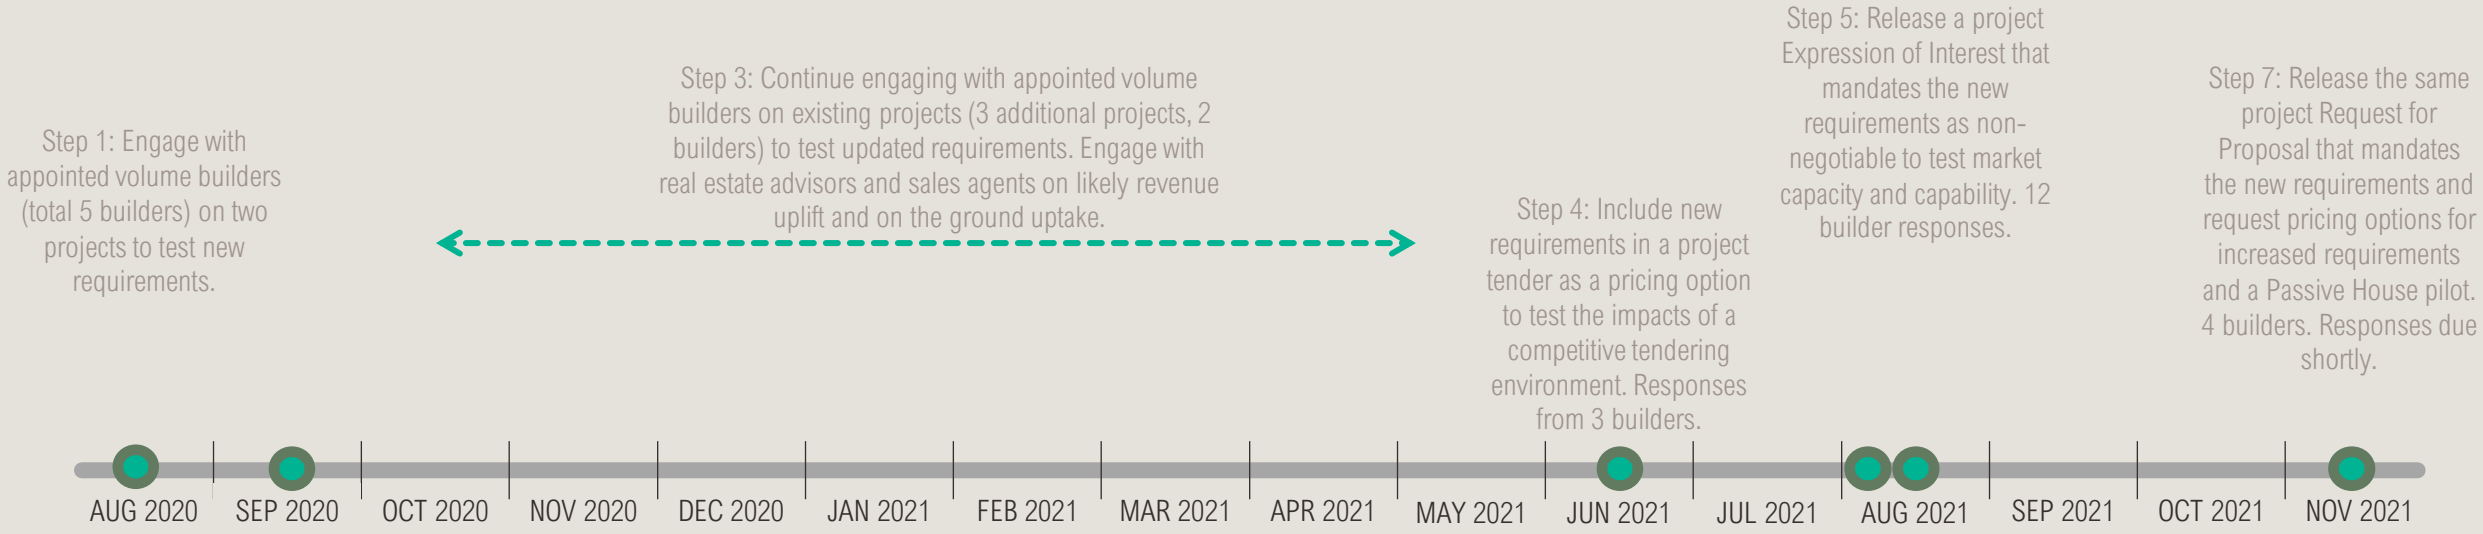 Step 1: Engage with
appointed volume builders
(total 5 builders) on two
projects to test new
requirements.
Step 3: Continue engaging with appointed volume
builders on existing projects (3 additional projects, 2
builders) to test updated requirements. Engage with
real estate advisors and sales agents on likely revenue
uplift and on the ground uptake.
Step 4: Include new
requirements in a project
tender as a pricing option
to test the impacts of a
competitive tendering
environment. Responses
from 3 builders.
Step 5: Release a project
Expression of Interest that
mandates the new
requirements as non-
negotiable to test market
capacity and capability. 12
builder responses.
Step 7: Release the same
project Request for
Proposal that mandates
the new requirements and
request pricing options for
increased requirements
and a Passive House pilot.
4 builders. Responses due
shortly.
AUG 2020
SEP 2020
OCT 2020
NOV 2020
DEC 2020
JAN 2021
FEB 2021
MAR 2021
APR 2021
MAY 2021
JUN 2021
JUL 2021
AUG 2021
SEP 2021
OCT 2021
NOV 2021